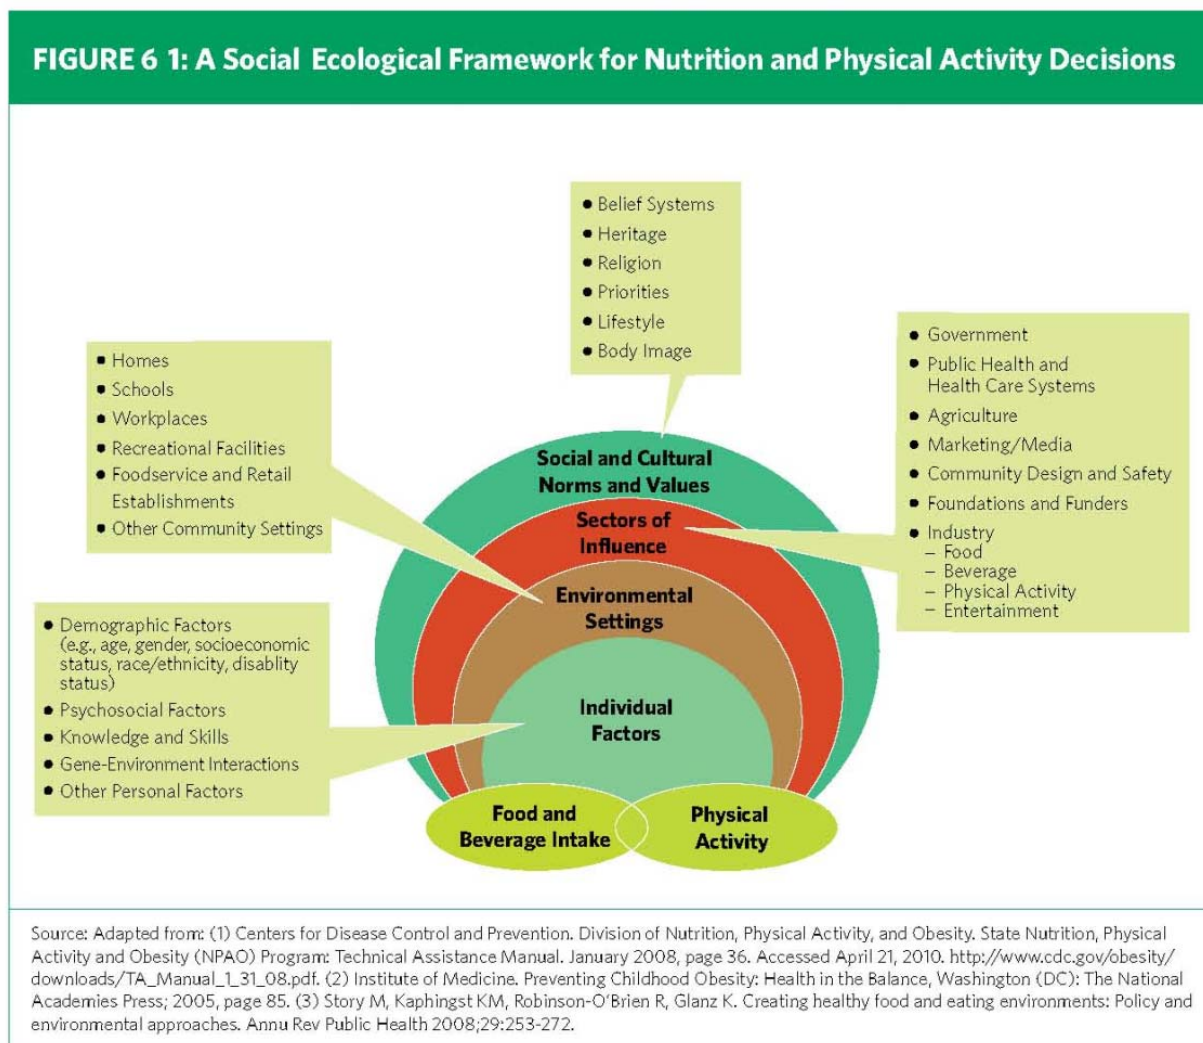 FIGURE 6 1: A Social Ecological Framework for Nutrition and Physical Activity Decisions
● Belief Systems
● Heritage
● Religion
● Priorities
● Lifestyle
● Body Image
● Homes
● Schools
● Workplaces
● Recreational Facilities
● Foodservice and Retail
Establishments
● Other Community Settings
● Government
● Public Health and
Health Care Systems
● Agriculture
● Marketing/Media
● Community Design and Safety
● Foundations and Funders
● Industry
– Food
– Beverage
– Physical Activity
– Entertainment
● Demographic Factors
(e.g., age, gender, socioeconomic
status, race/ethnicity, disablity
status)
● Psychosocial Factors
● Knowledge and Skills
● Gene-Environment Interactions
● Other Personal Factors
Social and Cultural
Norms and Values
Sectors of
Influence
Environmental
Settings
Individual
Factors
Food and
Beverage Intake
Physical
Activity
Source: Adapted from: (1) Centers for Disease Control and Prevention. Division of Nutrition, Physical Activity, and Obesity. State Nutrition, Physical
Activity and Obesity (NPAO) Program: Technical Assistance Manual. January 2008, page 36. Accessed April 21, 2010. http://www.cdc.gov/obesity/
downloads/TA_Manual_1_31_08.pdf. (2) Institute of Medicine. Preventing Childhood Obesity: Health in the Balance, Washington (DC): The National
Academies Press; 2005, page 85. (3) Story M, Kaphingst KM, Robinson-O'Brien R, Glanz K. Creating healthy food and eating environments: Policy and
environmental approaches. Annu Rev Public Health 2008;29:253-272.